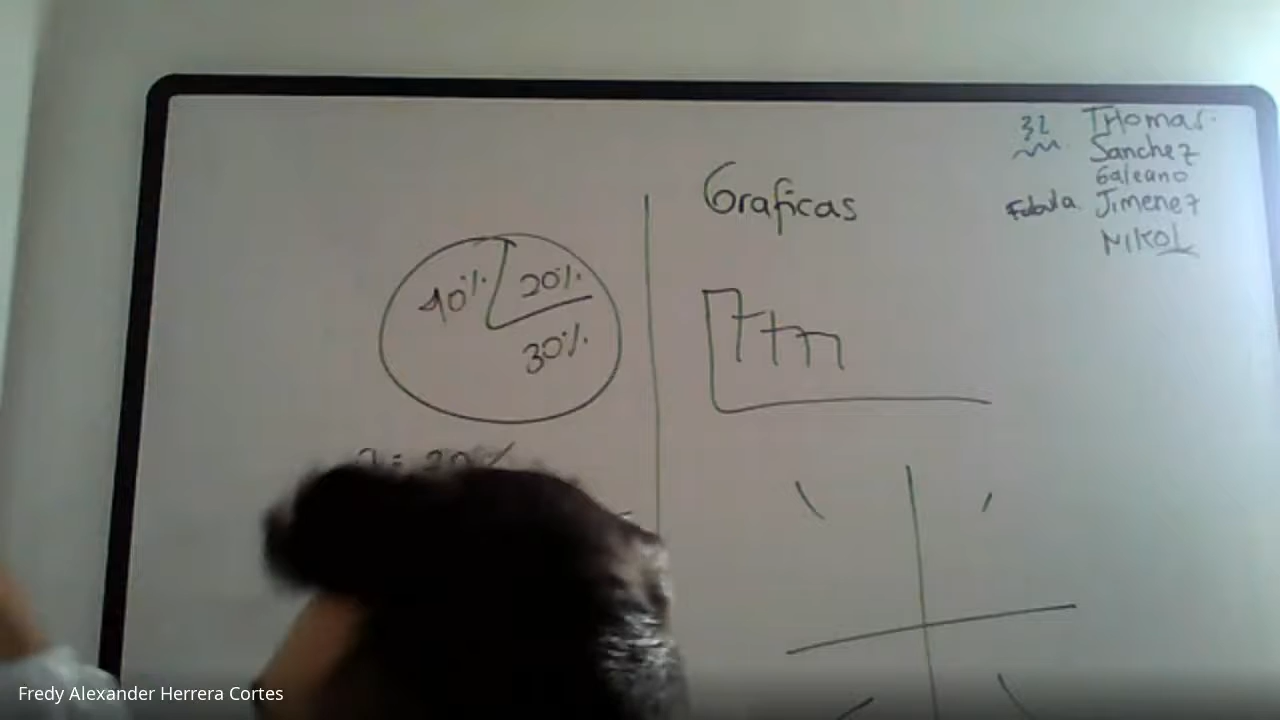 Graficas
40% 20%
30%
32 THomas
Sanchez
Galeano
Jimenez
NIKOL
Fredy Alexander Herrera Cortes